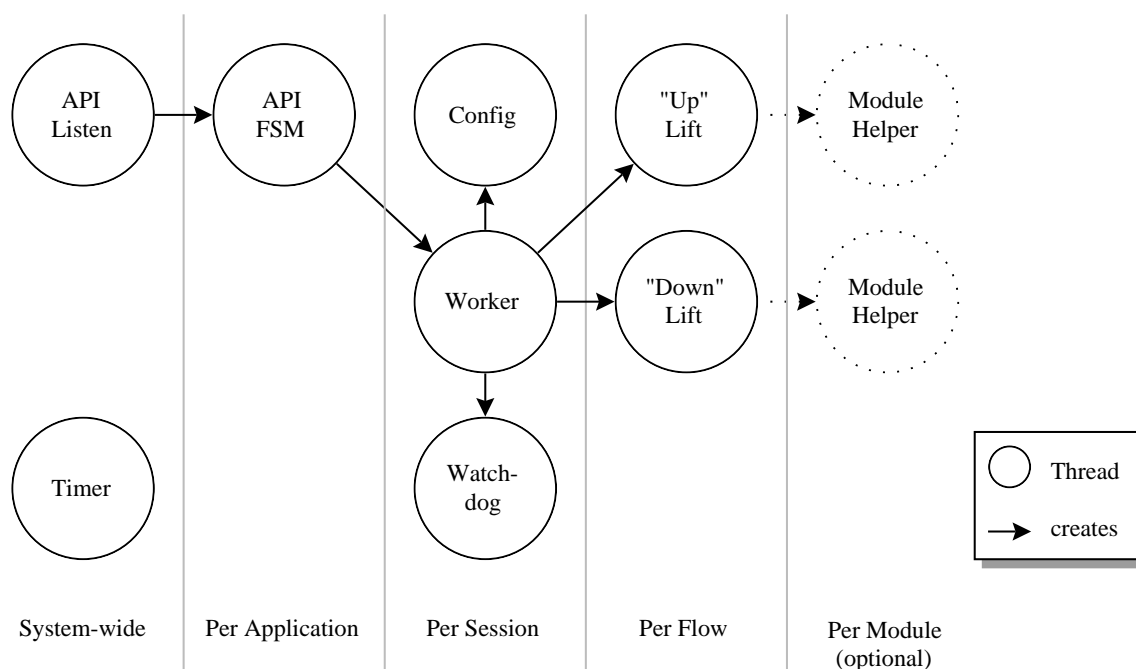 API
Listen
API
FSM
Config
"Up"
Lift
Module
Helper
Worker
"Down"
Lift
Module
Helper
Timer
Watch-
dog
Thread
creates
System-wide
Per Application
Per Session
Per Flow
Per Module
(optional)